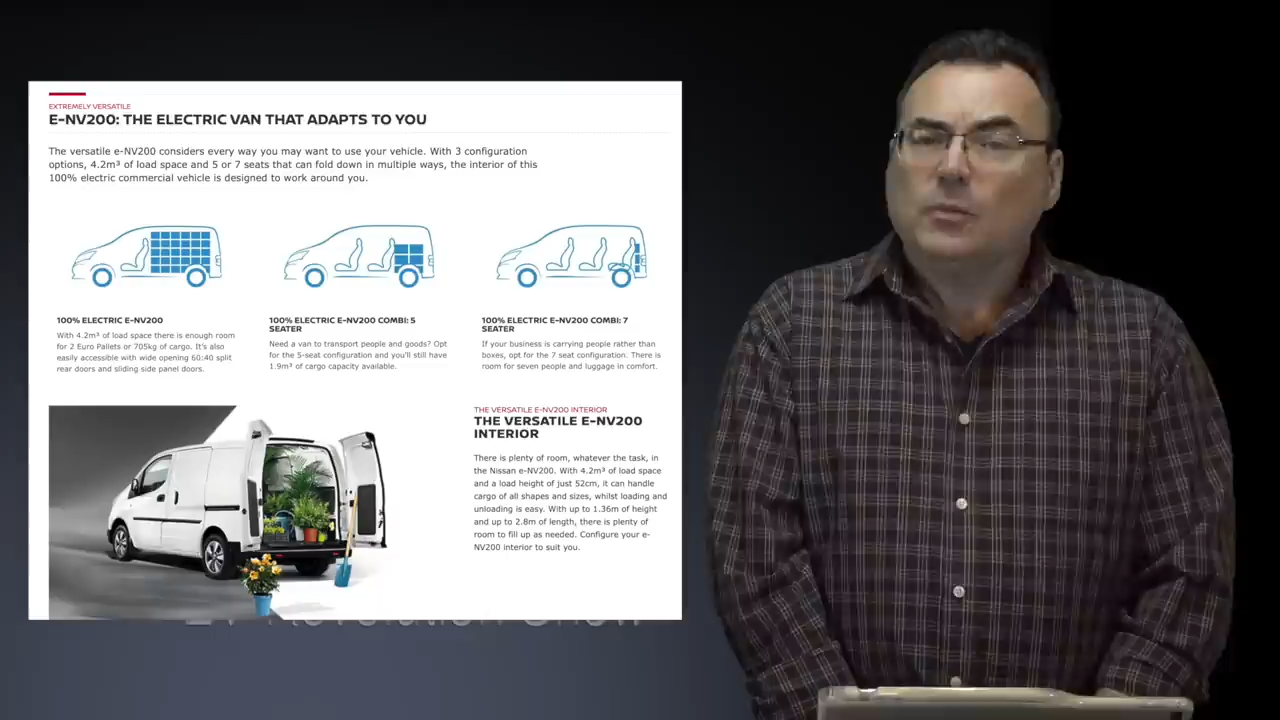 EXTREMELY VERSATILE
E-NV200: THE ELECTRIC VAN THAT ADAPTS TO YOU
The versatile e-NV200 considers every way you may want to use your vehicle. With 3 configuration
options, 4.2m³ of load space and 5 or 7 seats that can fold down in multiple ways, the interior of this
100% electric commercial vehicle is designed to work around you.
100% ELECTRIC E-NV200
With 4.2m³ of load space there is enough room
for 2 Euro Pallets or 705kg of cargo. It's also
easily accessible with wide opening 60:40 split
rear doors and sliding side panel doors.
100% ELECTRIC E-NV200 COMBI: 5
SEATER
Need a van to transport people and goods? Opt
for the 5-seat configuration and you'll still have
1.9m³ of cargo capacity available.
100% ELECTRIC E-NV200 COMBI: 7
SEATER
If your business is carrying people rather than
boxes, opt for the 7 seat configuration. There is
room for seven people and luggage in comfort.
THE VERSATILE E-NV200 INTERIOR
THE VERSATILE E-NV200
INTERIOR
There is plenty of room, whatever the task, in
the Nissan e-NV200. With 4.2m³ of load space
and a load height of just 52cm, it can handle
cargo of all shapes and sizes, whilst loading and
unloading is easy. With up to 1.36m of height
and up to 2.8m of length, there is plenty of
room to fill up as needed. Configure your e-
NV200 interior to suit you.